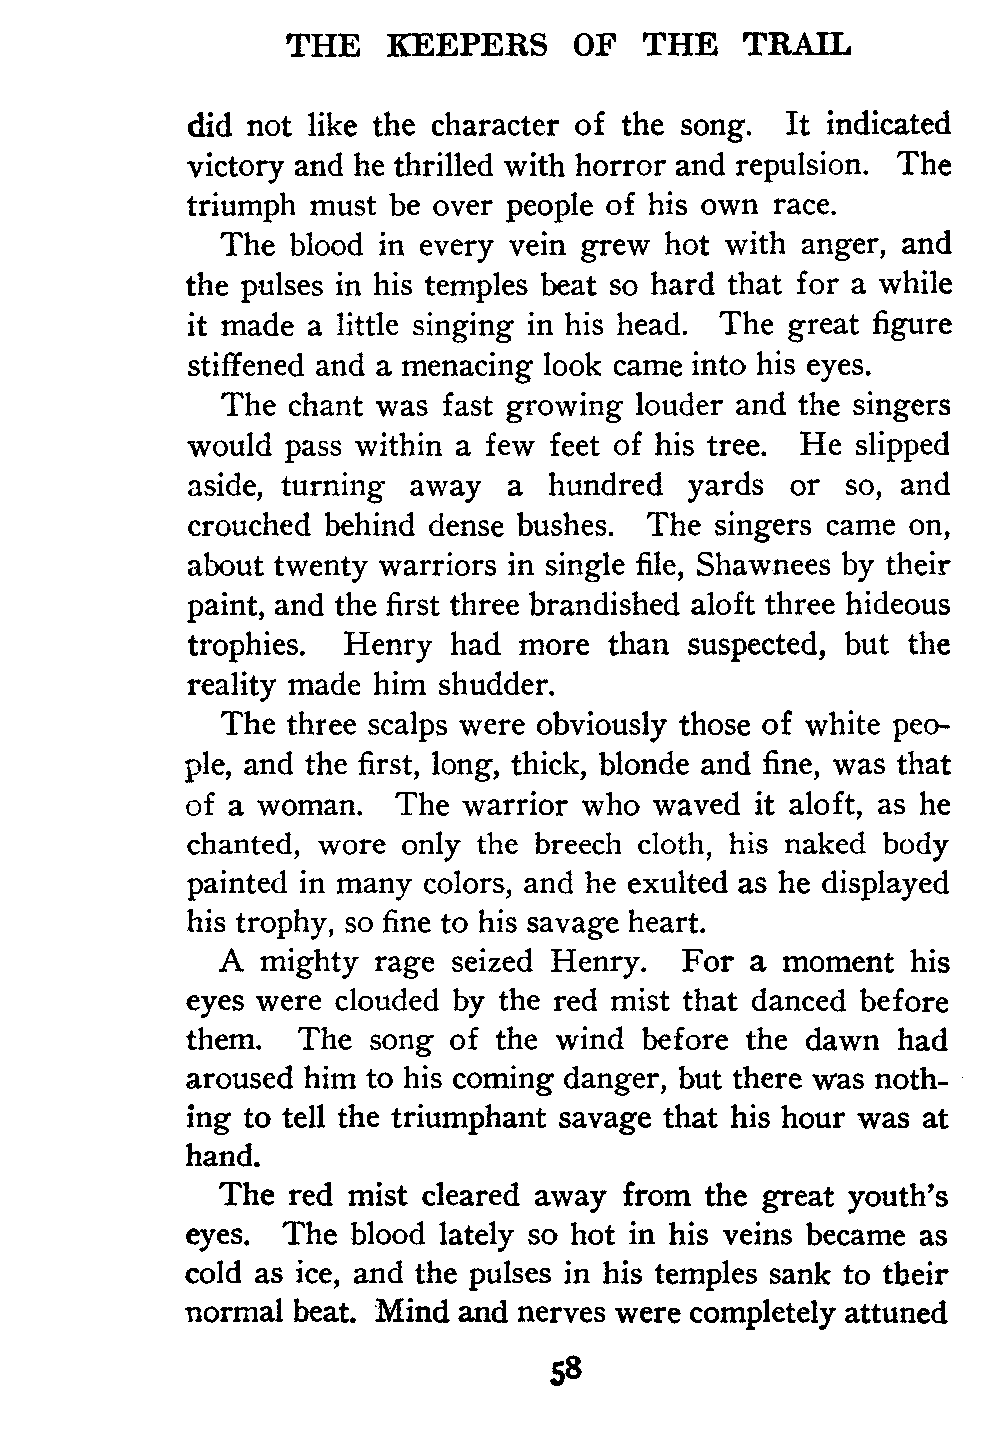 THE KEEPERS OF THE TRAIL
did not like the character of the song. It indicated
victory and he thrilled with horror and repulsion. The
triumph must be over people of his own race.
The blood in every vein grew hot with anger, and
the pulses in his temples beat so hard that for a while
it made a little singing in his head. The great figure
stiffened and a menacing look came into his eyes.
The chant was fast growing louder and the singers
would pass within a few feet of his tree. He slipped
aside, turning away a hundred yards or so, and
crouched behind dense bushes. The singers came on,
about twenty warriors in single file, Shawnees by their
paint, and the first three brandished aloft three hideous
trophies. Henry had more than suspected, but the
reality made him shudder.
The three scalps were obviously those of white peo-
ple, and the first, long, thick, blonde and fine, was that
of a woman. The warrior who waved it aloft, as he
chanted, wore only the breech cloth, his naked body
painted in many colors, and he exulted as he displayed
his trophy, so fine to his savage heart.
A mighty rage seized Henry. For a moment his
eyes were clouded by the red mist that danced before
them. The song of the wind before the dawn had
aroused him to his coming danger, but there was noth-
ing to tell the triumphant savage that his hour was at
hand.
The red mist cleared away from the great youth's
eyes. The blood lately so hot in his veins became as
cold as ice, and the pulses in his temples sank to their
normal beat. Mind and nerves were completely attuned
58